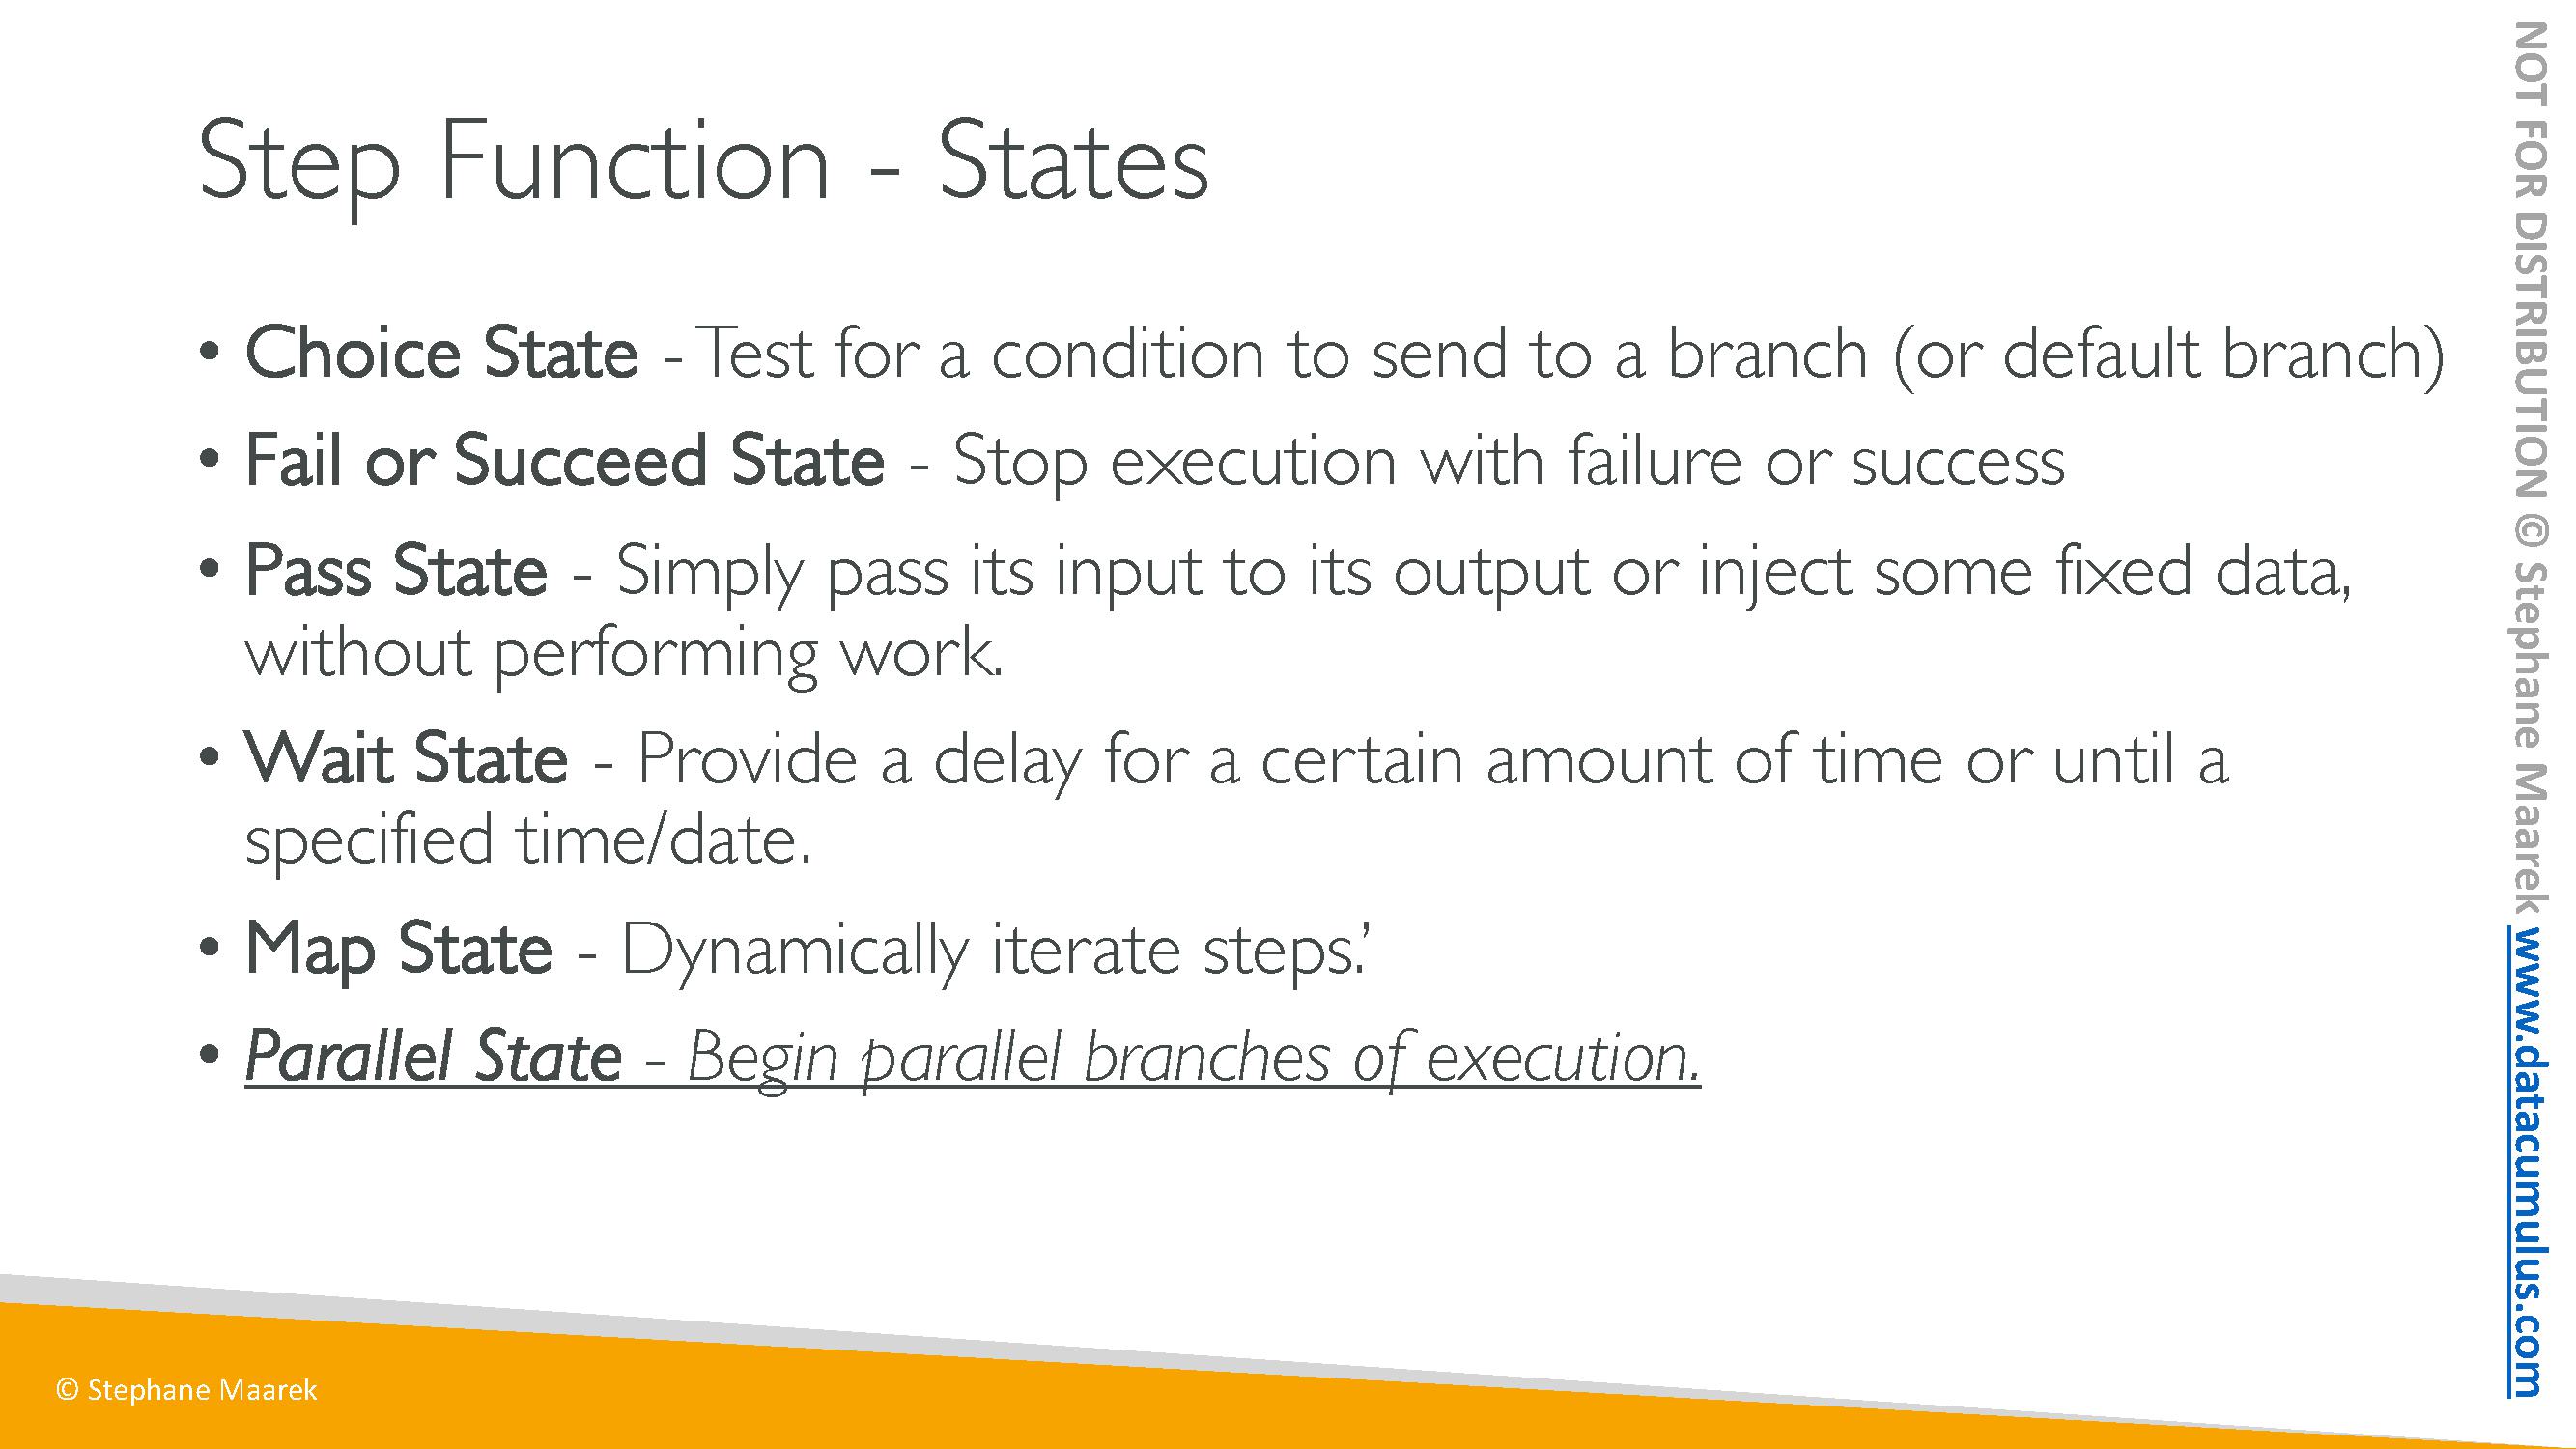 Step Function - States
• Choice State - Test for a condition to send to a branch (or default branch)
• Fail or Succeed State - Stop execution with failure or success
• Pass State - Simply pass its input to its output or inject some fixed data,
without performing work.
• Wait State - Provide a delay for a certain amount of time or until a
specified time/date.
• Map State - Dynamically iterate steps.’
• Parallel State - Begin parallel branches of execution.
© Stephane Maarek
NOT FOR DISTRIBUTION © Stephane Maarek www.datacumulus.com